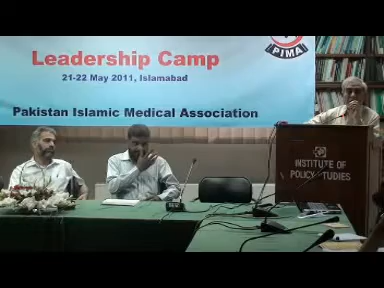 PIMA
Leadership Camp
21-22 May 2011, Islamabad
Pakistan Islamic Medical Association
INSTITUTE OF
POLICY STUDIES